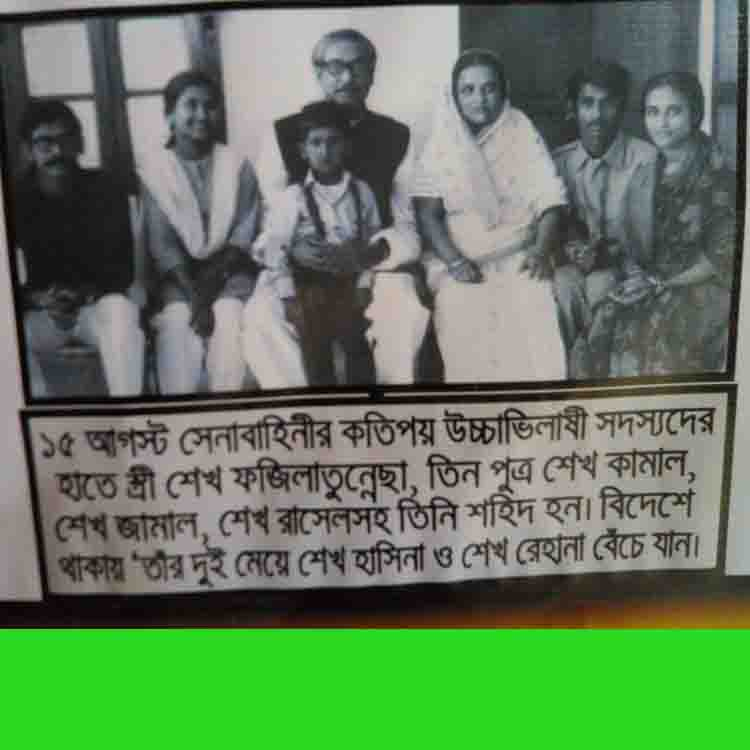 ১৫ আগস্ট সেনাবাহিনীর কতিপয় উচ্চাভিলাষী সদস্যদের
হাতে স্ত্রী শেখ ফজিলাতুন্নেছা, তিন পুত্র শেখ কামাল,
শেখ জামাল, শেখ রাসেলসহ তিনি শহিদ হন। বিদেশে
থাকায় ‘তাঁর দুই মেয়ে শেখ হাসিনা ও শেখ রেহানা বেঁচে যান।